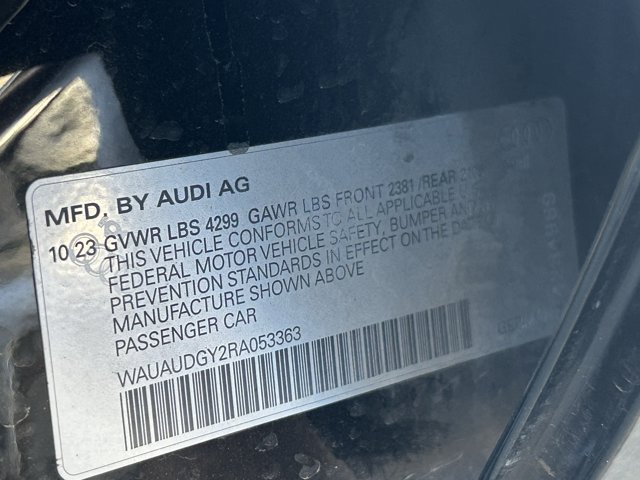 MFD. BY AUDI AG
10 23 GVWR LBS 4299 GAWR LBS FRONT 2381 /REAR
THIS VEHICLE CONFORMS TO ALL APPLICABLE
FEDERAL MOTOR VEHICLE SAFETY, BUMPER AND
PREVENTION STANDARDS IN EFFECT ON THE
MANUFACTURE SHOWN ABOVE
PASSENGER CAR
WAUAUDGY2RA053363